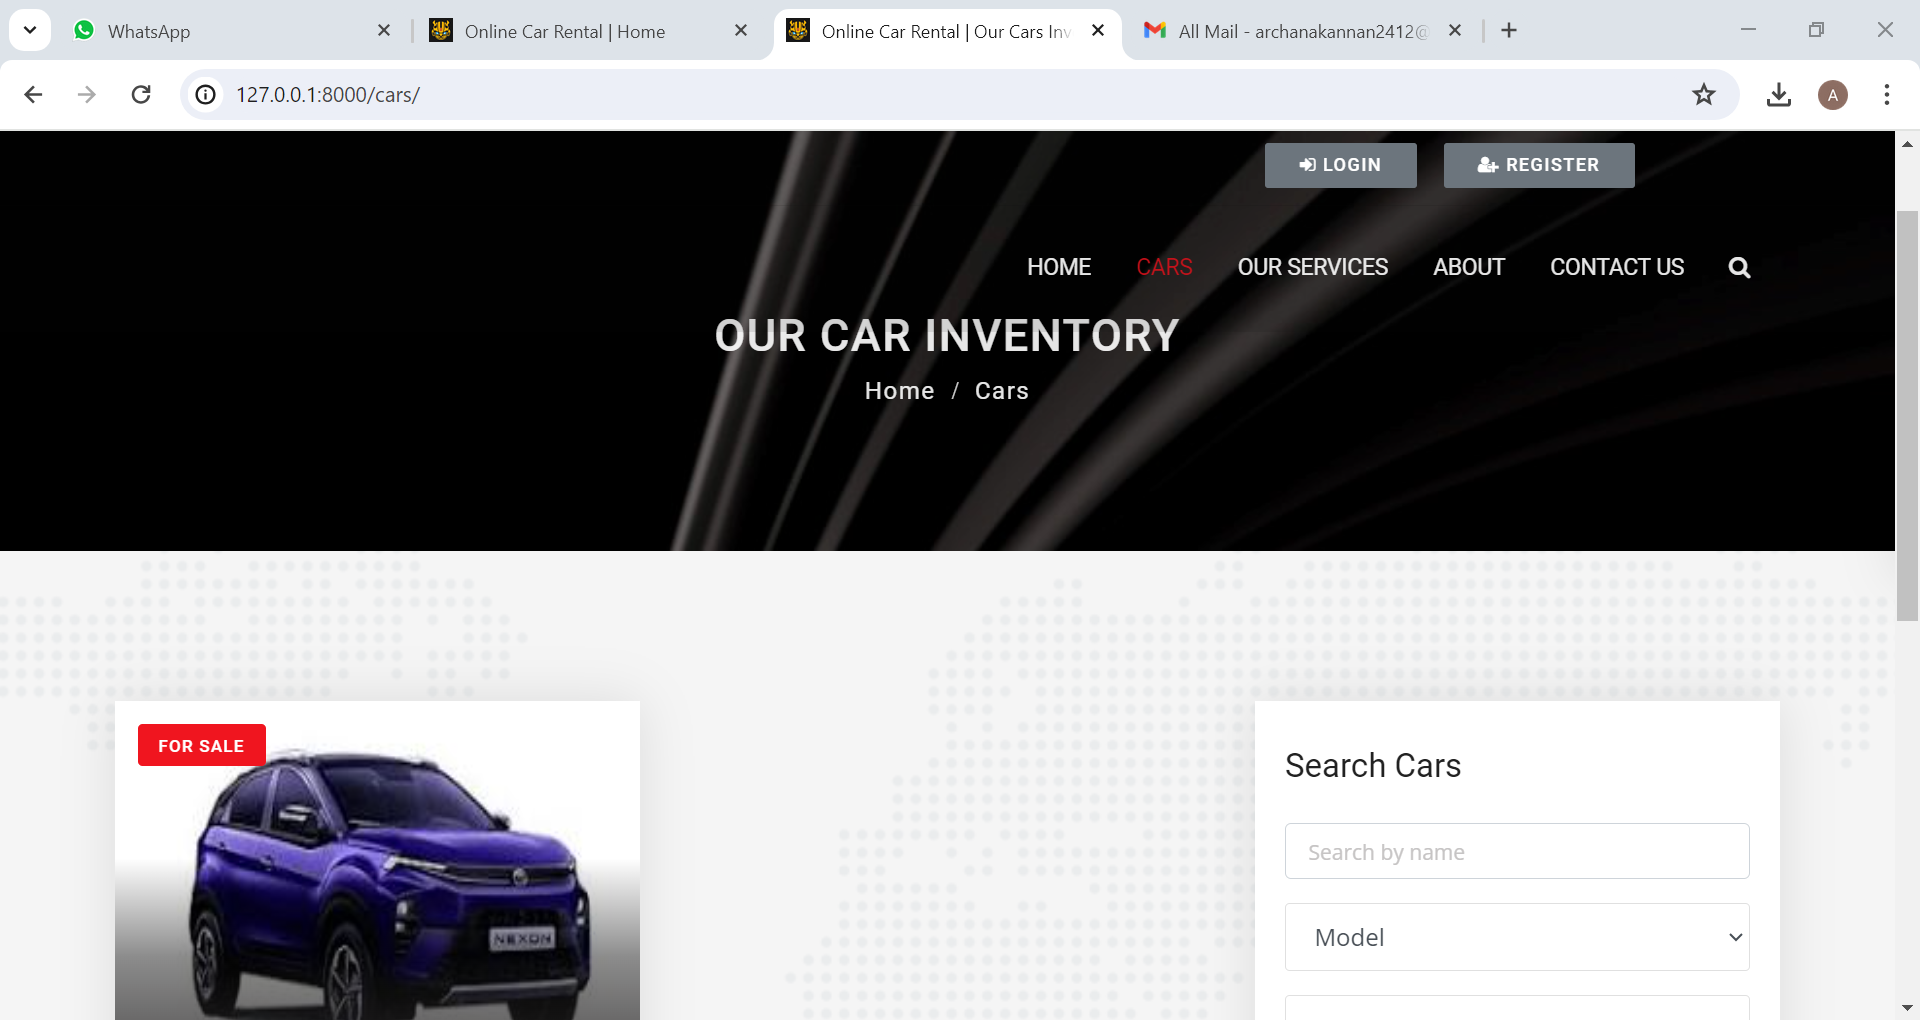 WhatsApp
Online Car Rental | Home
Online Car Rental | Our Cars Inv
All Mail - archanakannan2412@
127.0.0.1:8000/cars/
A
LOGIN
REGISTER
HOME
CARS
OUR SERVICES
ABOUT
CONTACT US
OUR CAR INVENTORY
Home / Cars
FOR SALE
NEXON
Search Cars
Search by name
Model